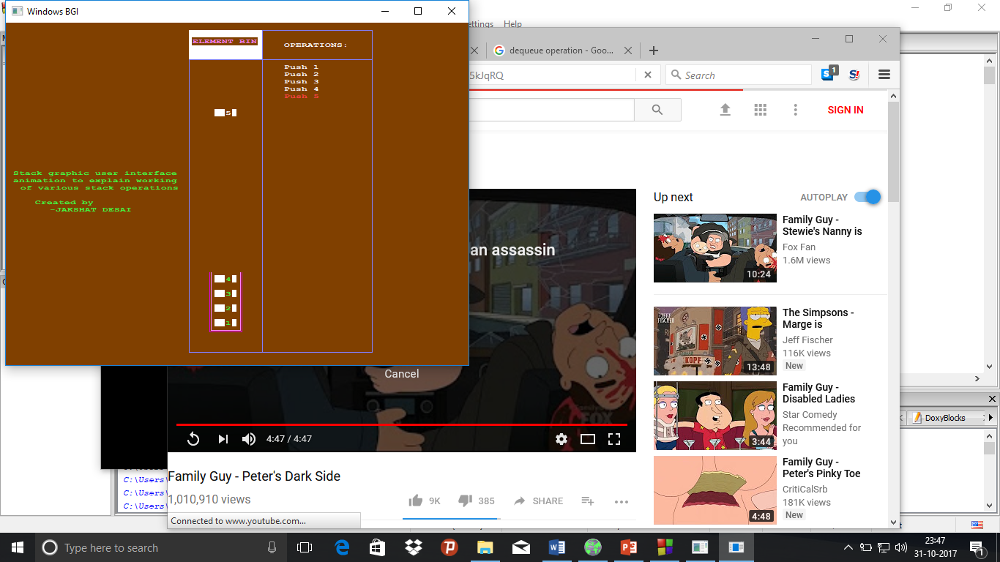 Windows BGI
ELEMENT BIN
OPERATIONS:
Push 1
Push 2
Push 3
Push 4
Push 5
5
Stack graphic user interface
animation to explain working
of various stack operations
Created by
-JAKSHAT DESAI
4
3
2
1
ettings Help
dequeue operation - Goo...
5kJqRQ
Search
1
S!
SIGN IN
Up next
AUTOPLAY
an assassin
Cancel
4:47 / 4:47
Family Guy - Peter's Dark Side
1,010,910 views
9K
385
SHARE
Family Guy -
Stewie's Nanny is
Fox Fan
1.6M views
10:24
The Simpsons -
Marge is
Jeff Fischer
116K views
New
13:48
JEFF
FISCHER
KOPF
Family Guy -
Disabled Ladies
Star Comedy
Recommended for
you
3:44
Family Guy -
Peter's Pinky Toe
CritiCalSrb
181K views
New
4:48
DoxyBlocks
C:\Users\
C:\Users\
C:\Users\
Connected to www.youtube.com...
Type here to search
23:47
31-10-2017
1